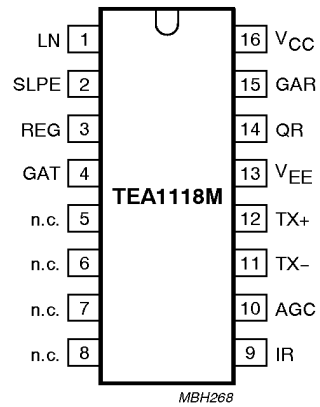 LN 1 16 VCC
SLPE 2 15 GAR
REG 3 14 QR
GAT 4 13 VEE
TEA1118M
n.c. 5 12 TX+
n.c. 6 11 TX−
n.c. 7 10 AGC
n.c. 8 9 IR
MBH268